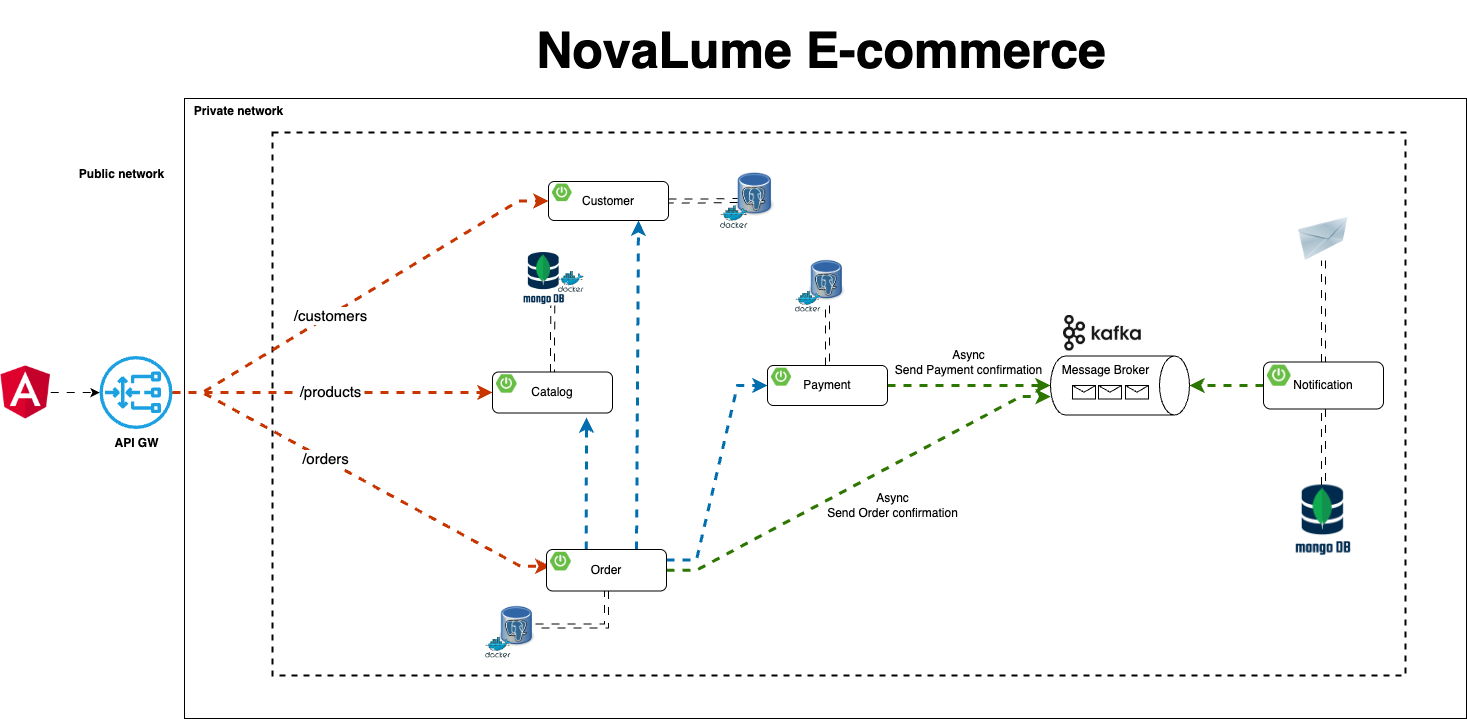 NovaLume E-commerce
Private network
Public network
Customer
docker
mongo DB
docker
docker
/customers
kafka
Async
Send Payment confirmation
Message Broker
/products
Catalog
Payment
Notification
API GW
/orders
Async
Send Order confirmation
mongo DB
Order
docker